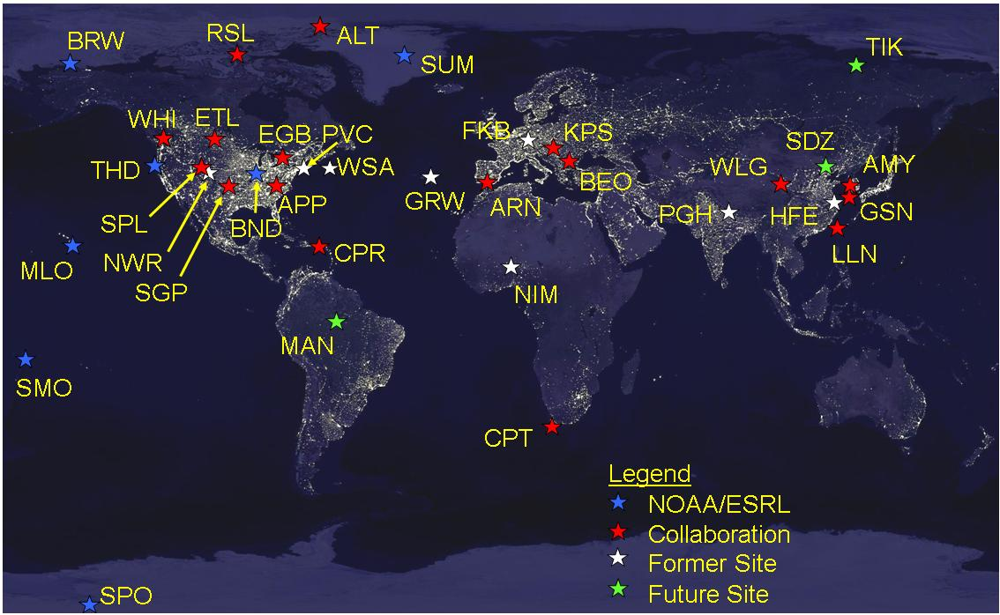 BRW
RSL
ALT
SUM
TIK
WHI
ETL
EGB
PVC
FKB
KPS
SDZ
THD
WSA
WLG
AMY
GRW
ARN
BEO
SPL
BND
APP
PGH
HFE
GSN
MLO
NWR
CPR
LLN
SGP
NIM
MAN
SMO
CPT
Legend
NOAA/ESRL
Collaboration
Former Site
Future Site
SPO